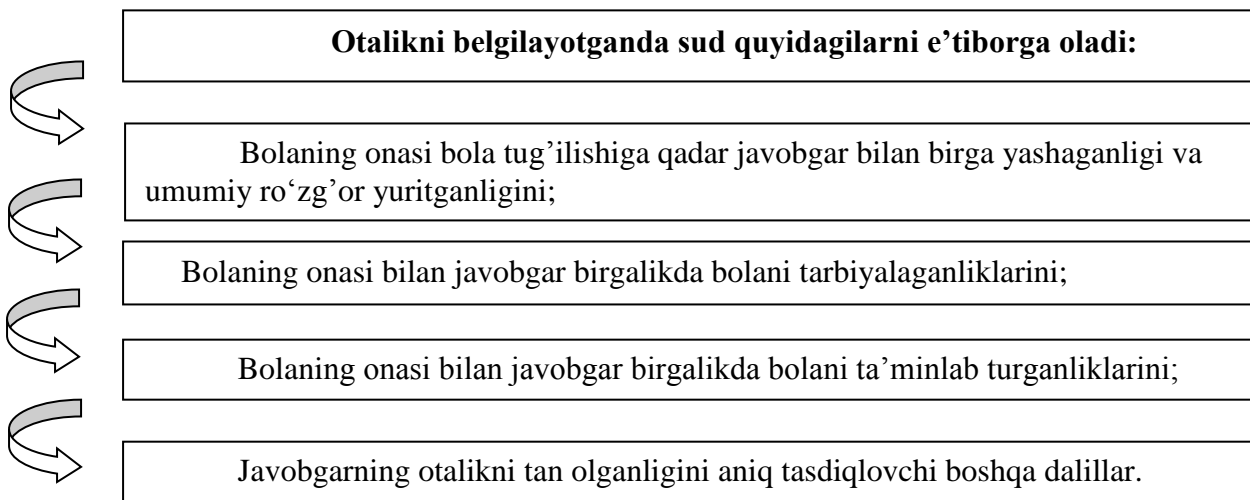 Otalikni belgilayotganda sud quyidagilarni e’tiborga oladi:
Bolaning onasi bola tug’ilishiga qadar javobgar bilan birga yashaganligi va
umumiy ro‘zg’or yuritganligini;
Bolaning onasi bilan javobgar birgalikda bolani tarbiyalaganliklarini;
Bolaning onasi bilan javobgar birgalikda bolani ta’minlab turganliklarini;
Javobgarning otalikni tan olganligini aniq tasdiqlovchi boshqa dalillar.